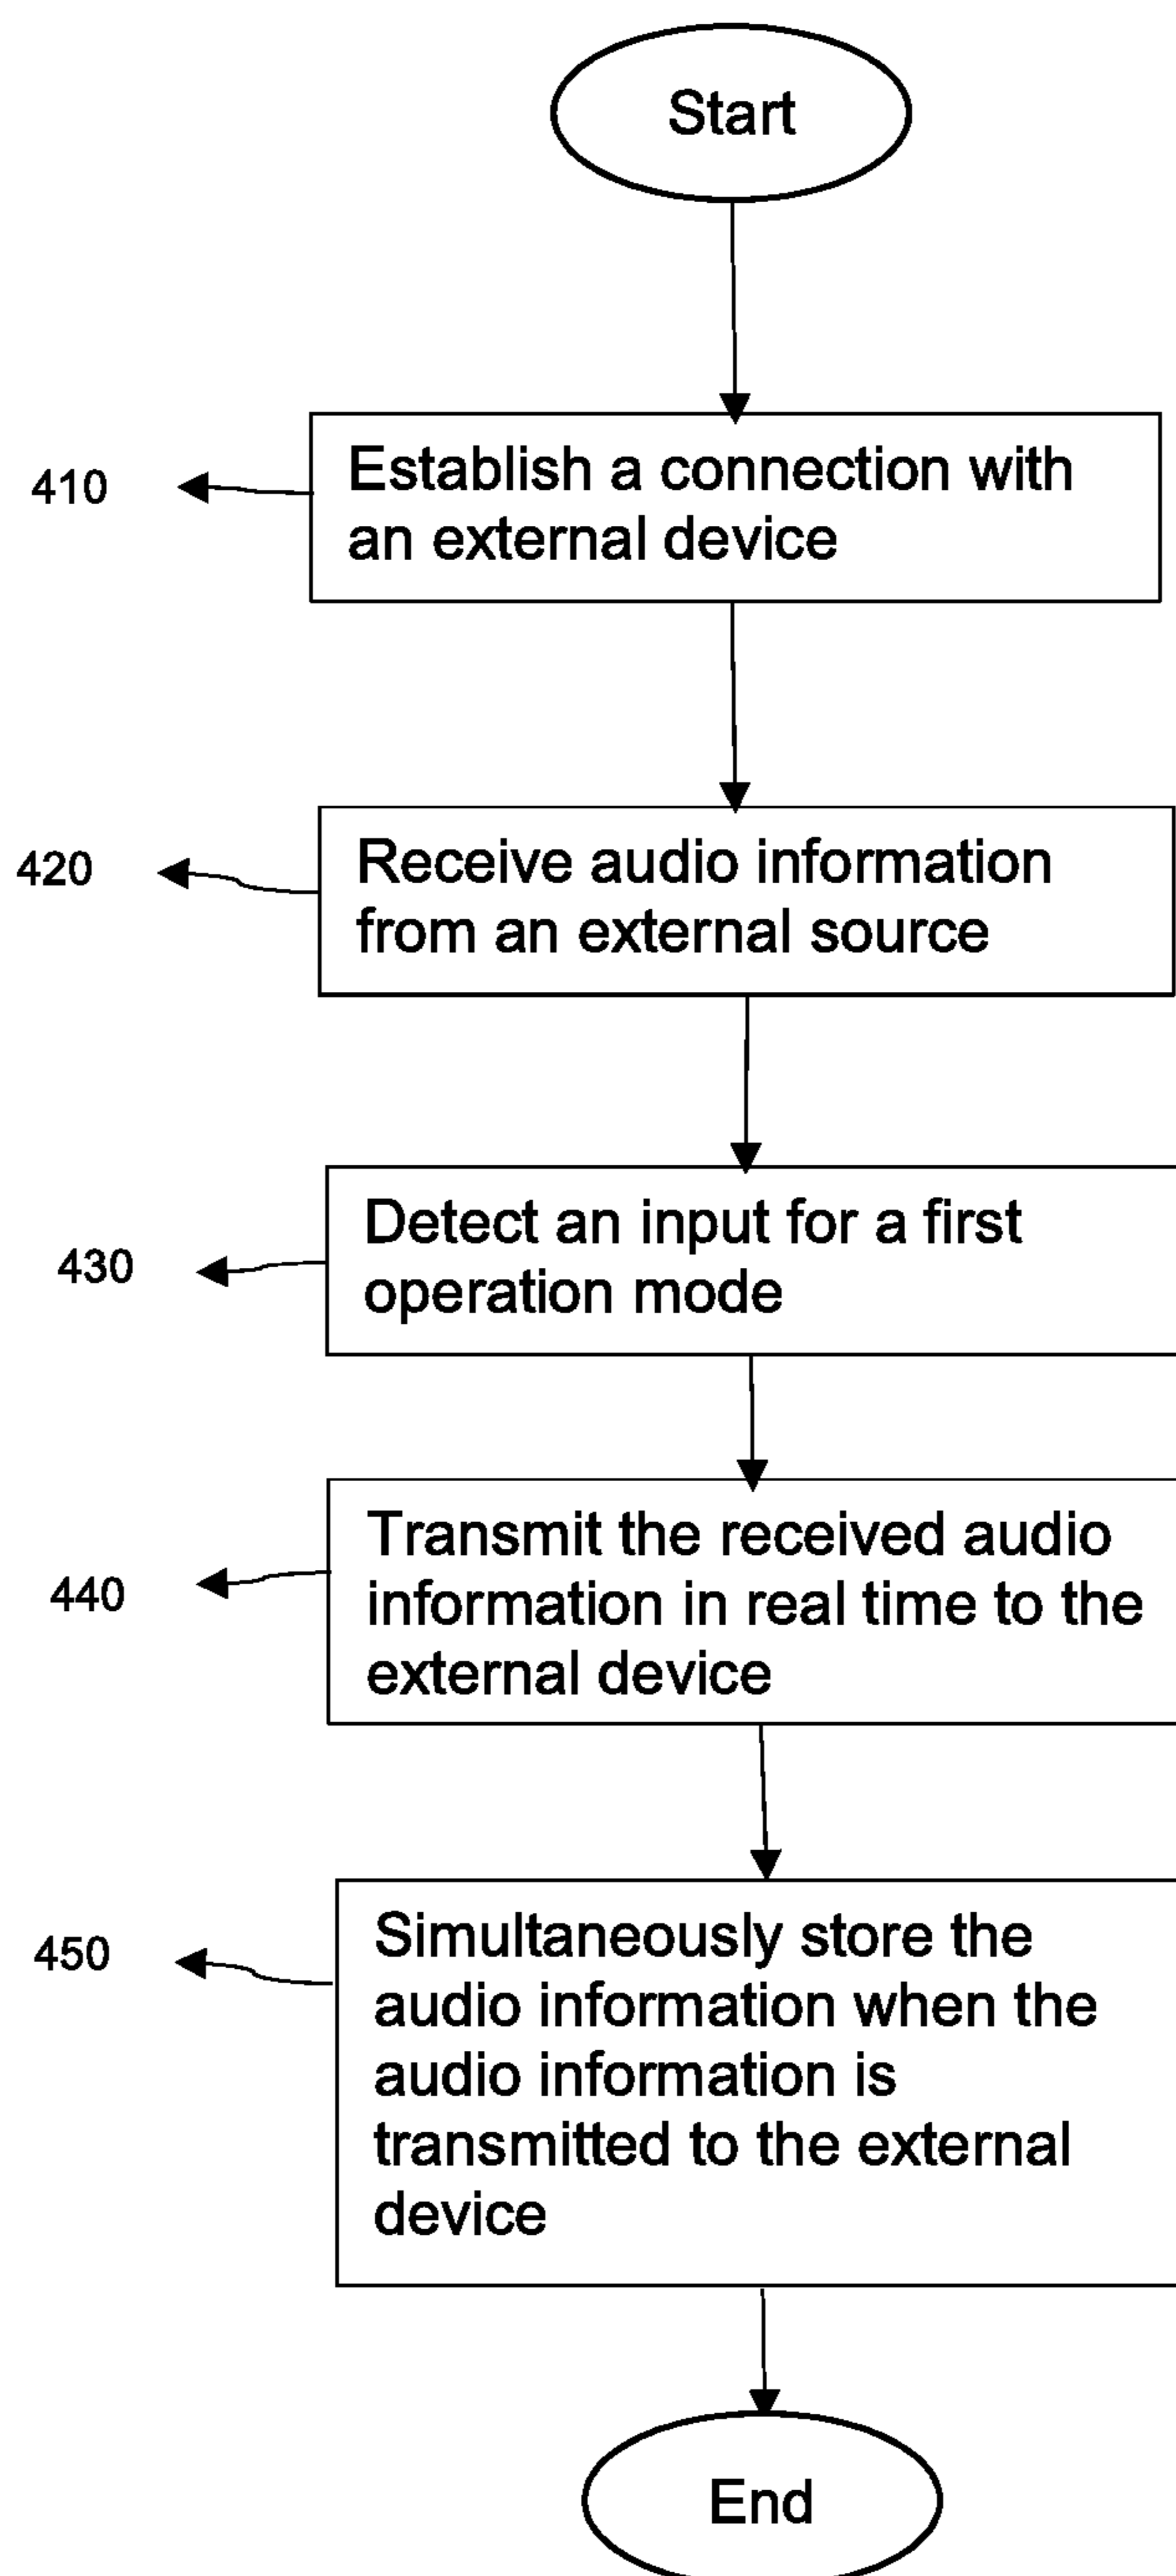 Start
410
Establish a connection with
an external device
420
Receive audio information
from an external source
430
Detect an input for a first
operation mode
440
Transmit the received audio
information in real time to the
external device
450
Simultaneously store the
audio information when the
audio information is
transmitted to the external
device
End